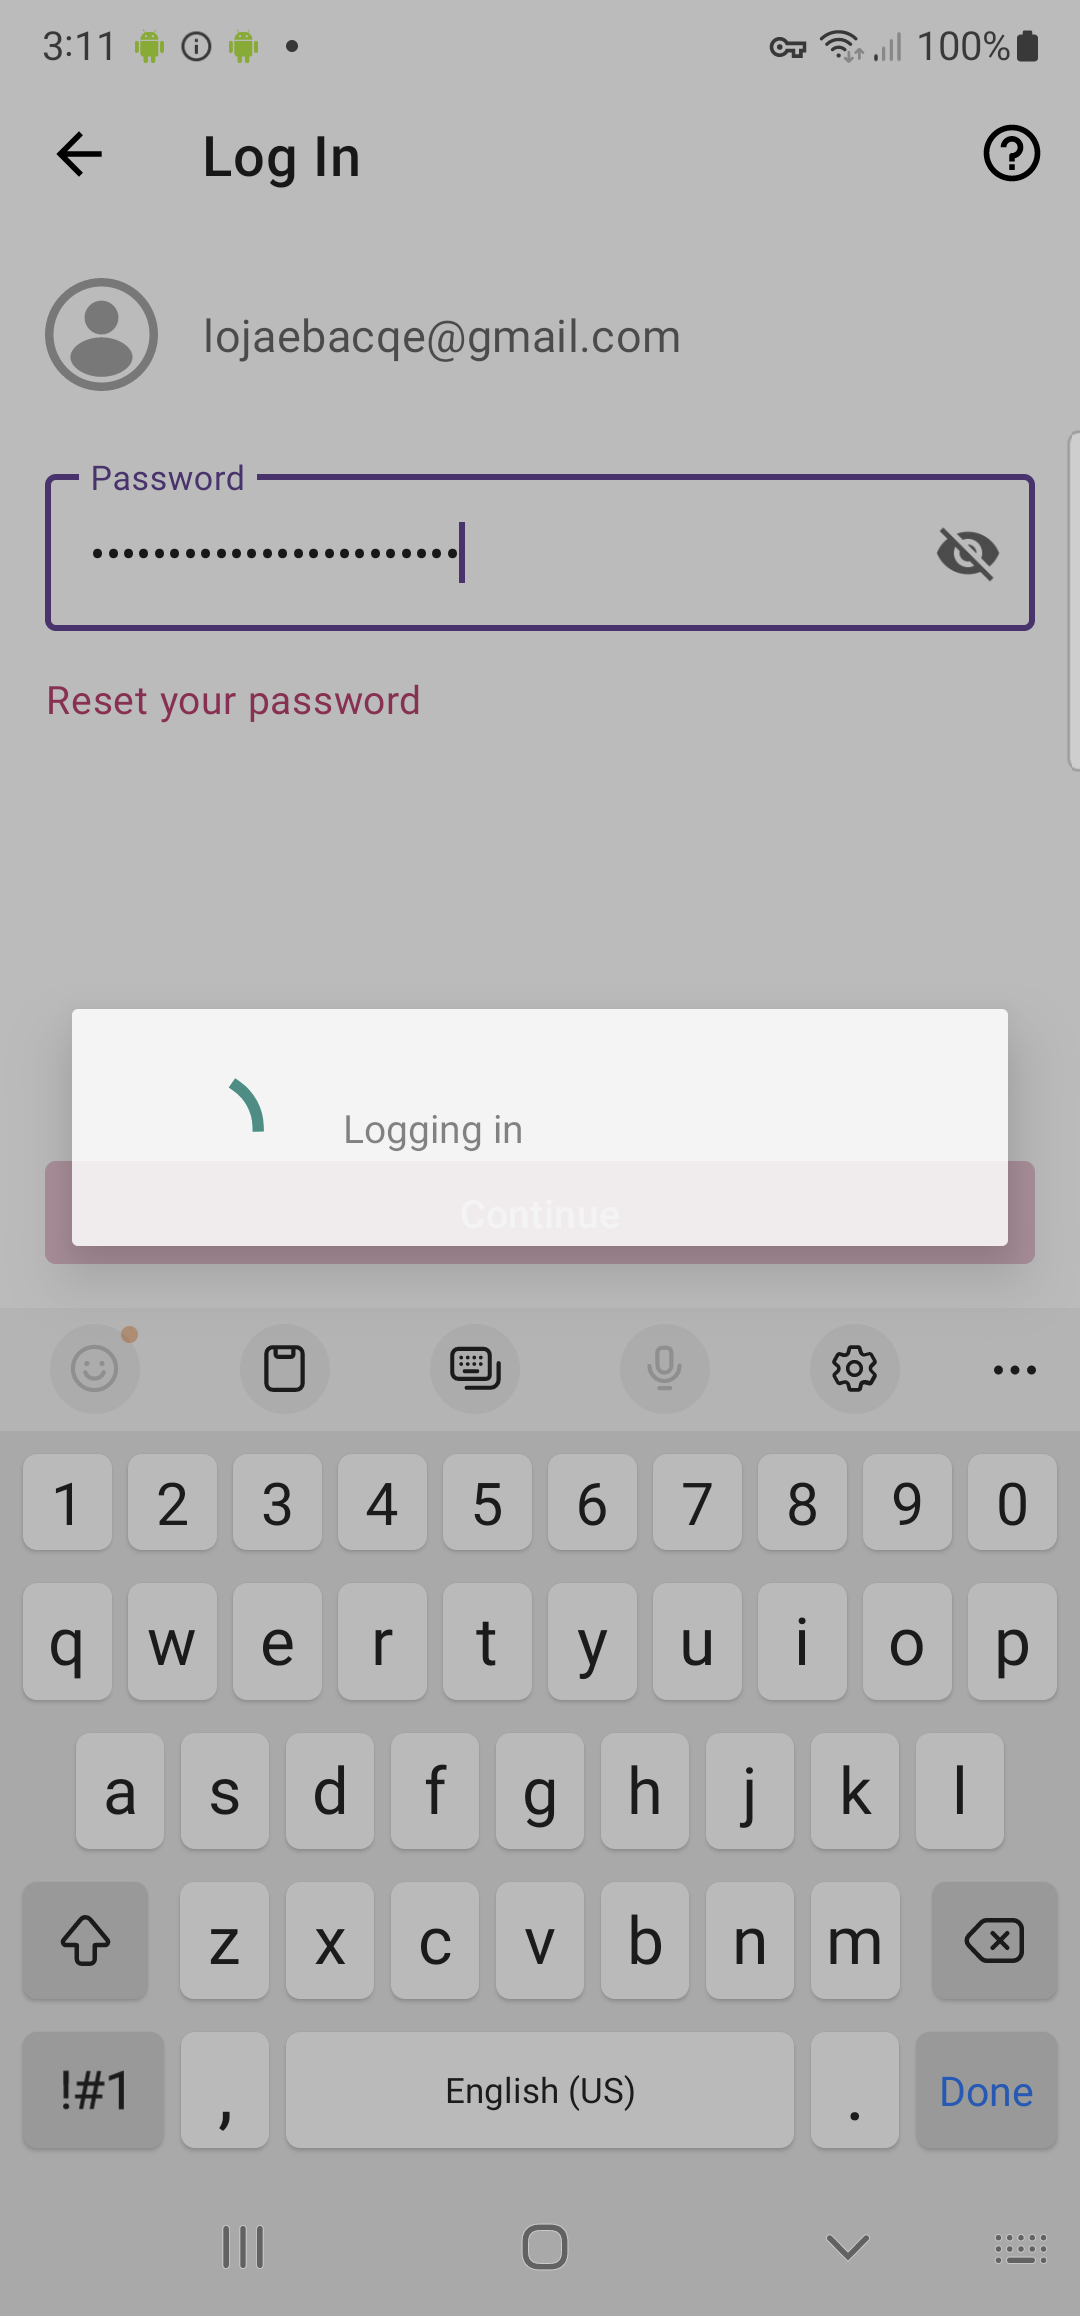 3:11
100%
Log In
lojaebacqe@gmail.com
Password
Reset your password
Logging in
Continue
1 2 3 4 5 6 7 8 9 0
q w e r t y u i o p
a s d f g h j k l
z x c v b n m
!#1 , English (US) . Done